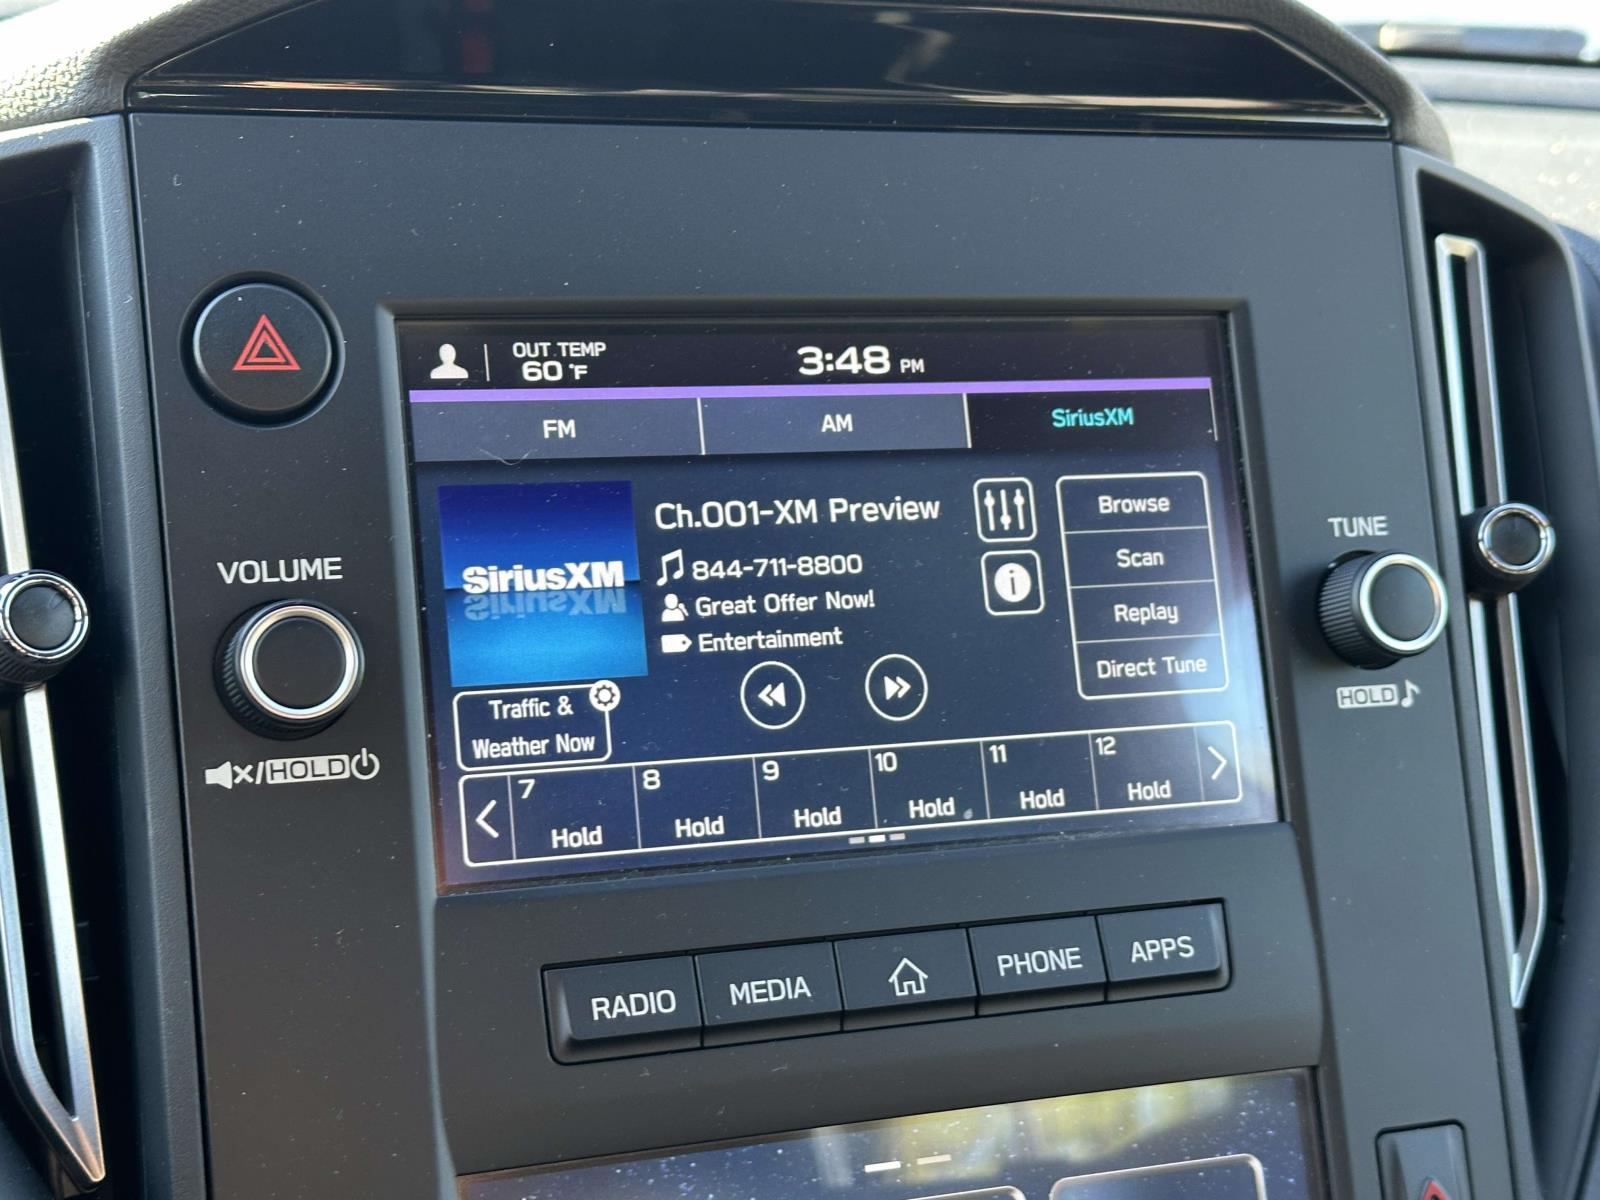 OUT TEMP
60 °F
3:48 PM
FM
AM
SiriusXM
SiriusXM
Ch.001-XM Preview
844-711-8800
Great Offer Now!
Entertainment
Browse
Scan
Replay
Direct Tune
Traffic &
Weather Now
7
Hold
8
Hold
9
Hold
10
Hold
11
Hold
12
Hold
VOLUME
/HOLD
TUNE
HOLD
RADIO
MEDIA
PHONE
APPS